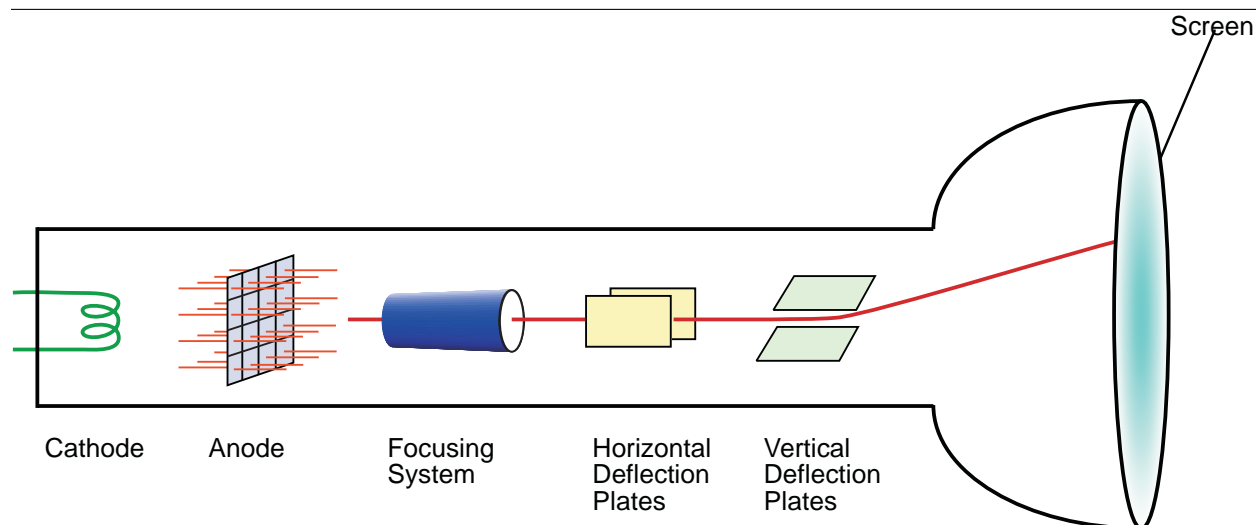 Screen
Cathode
Anode
Focusing
System
Horizontal
Deflection
Plates
Vertical
Deflection
Plates